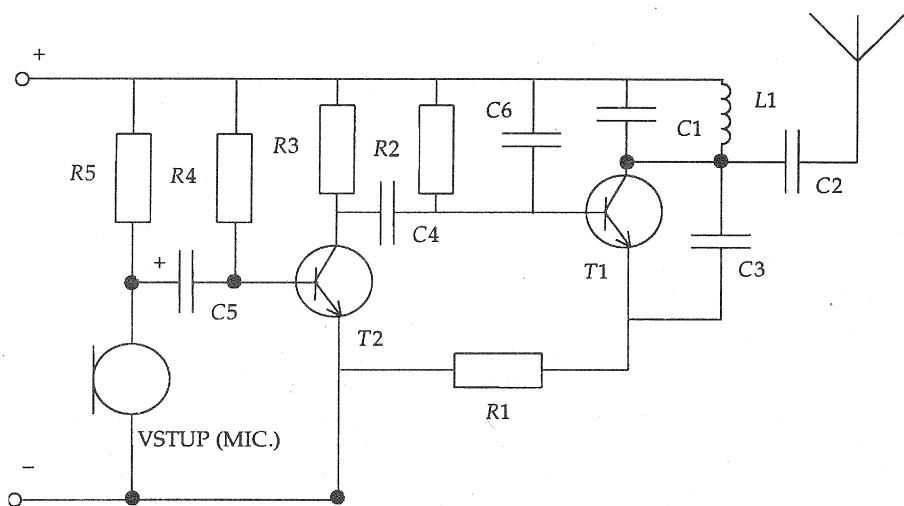 +
C6
C1
L1
R5
R4
R3
R2
C2
C4
+
C5
T1
C3
T2
R1
VSTUP (MIC.)
−